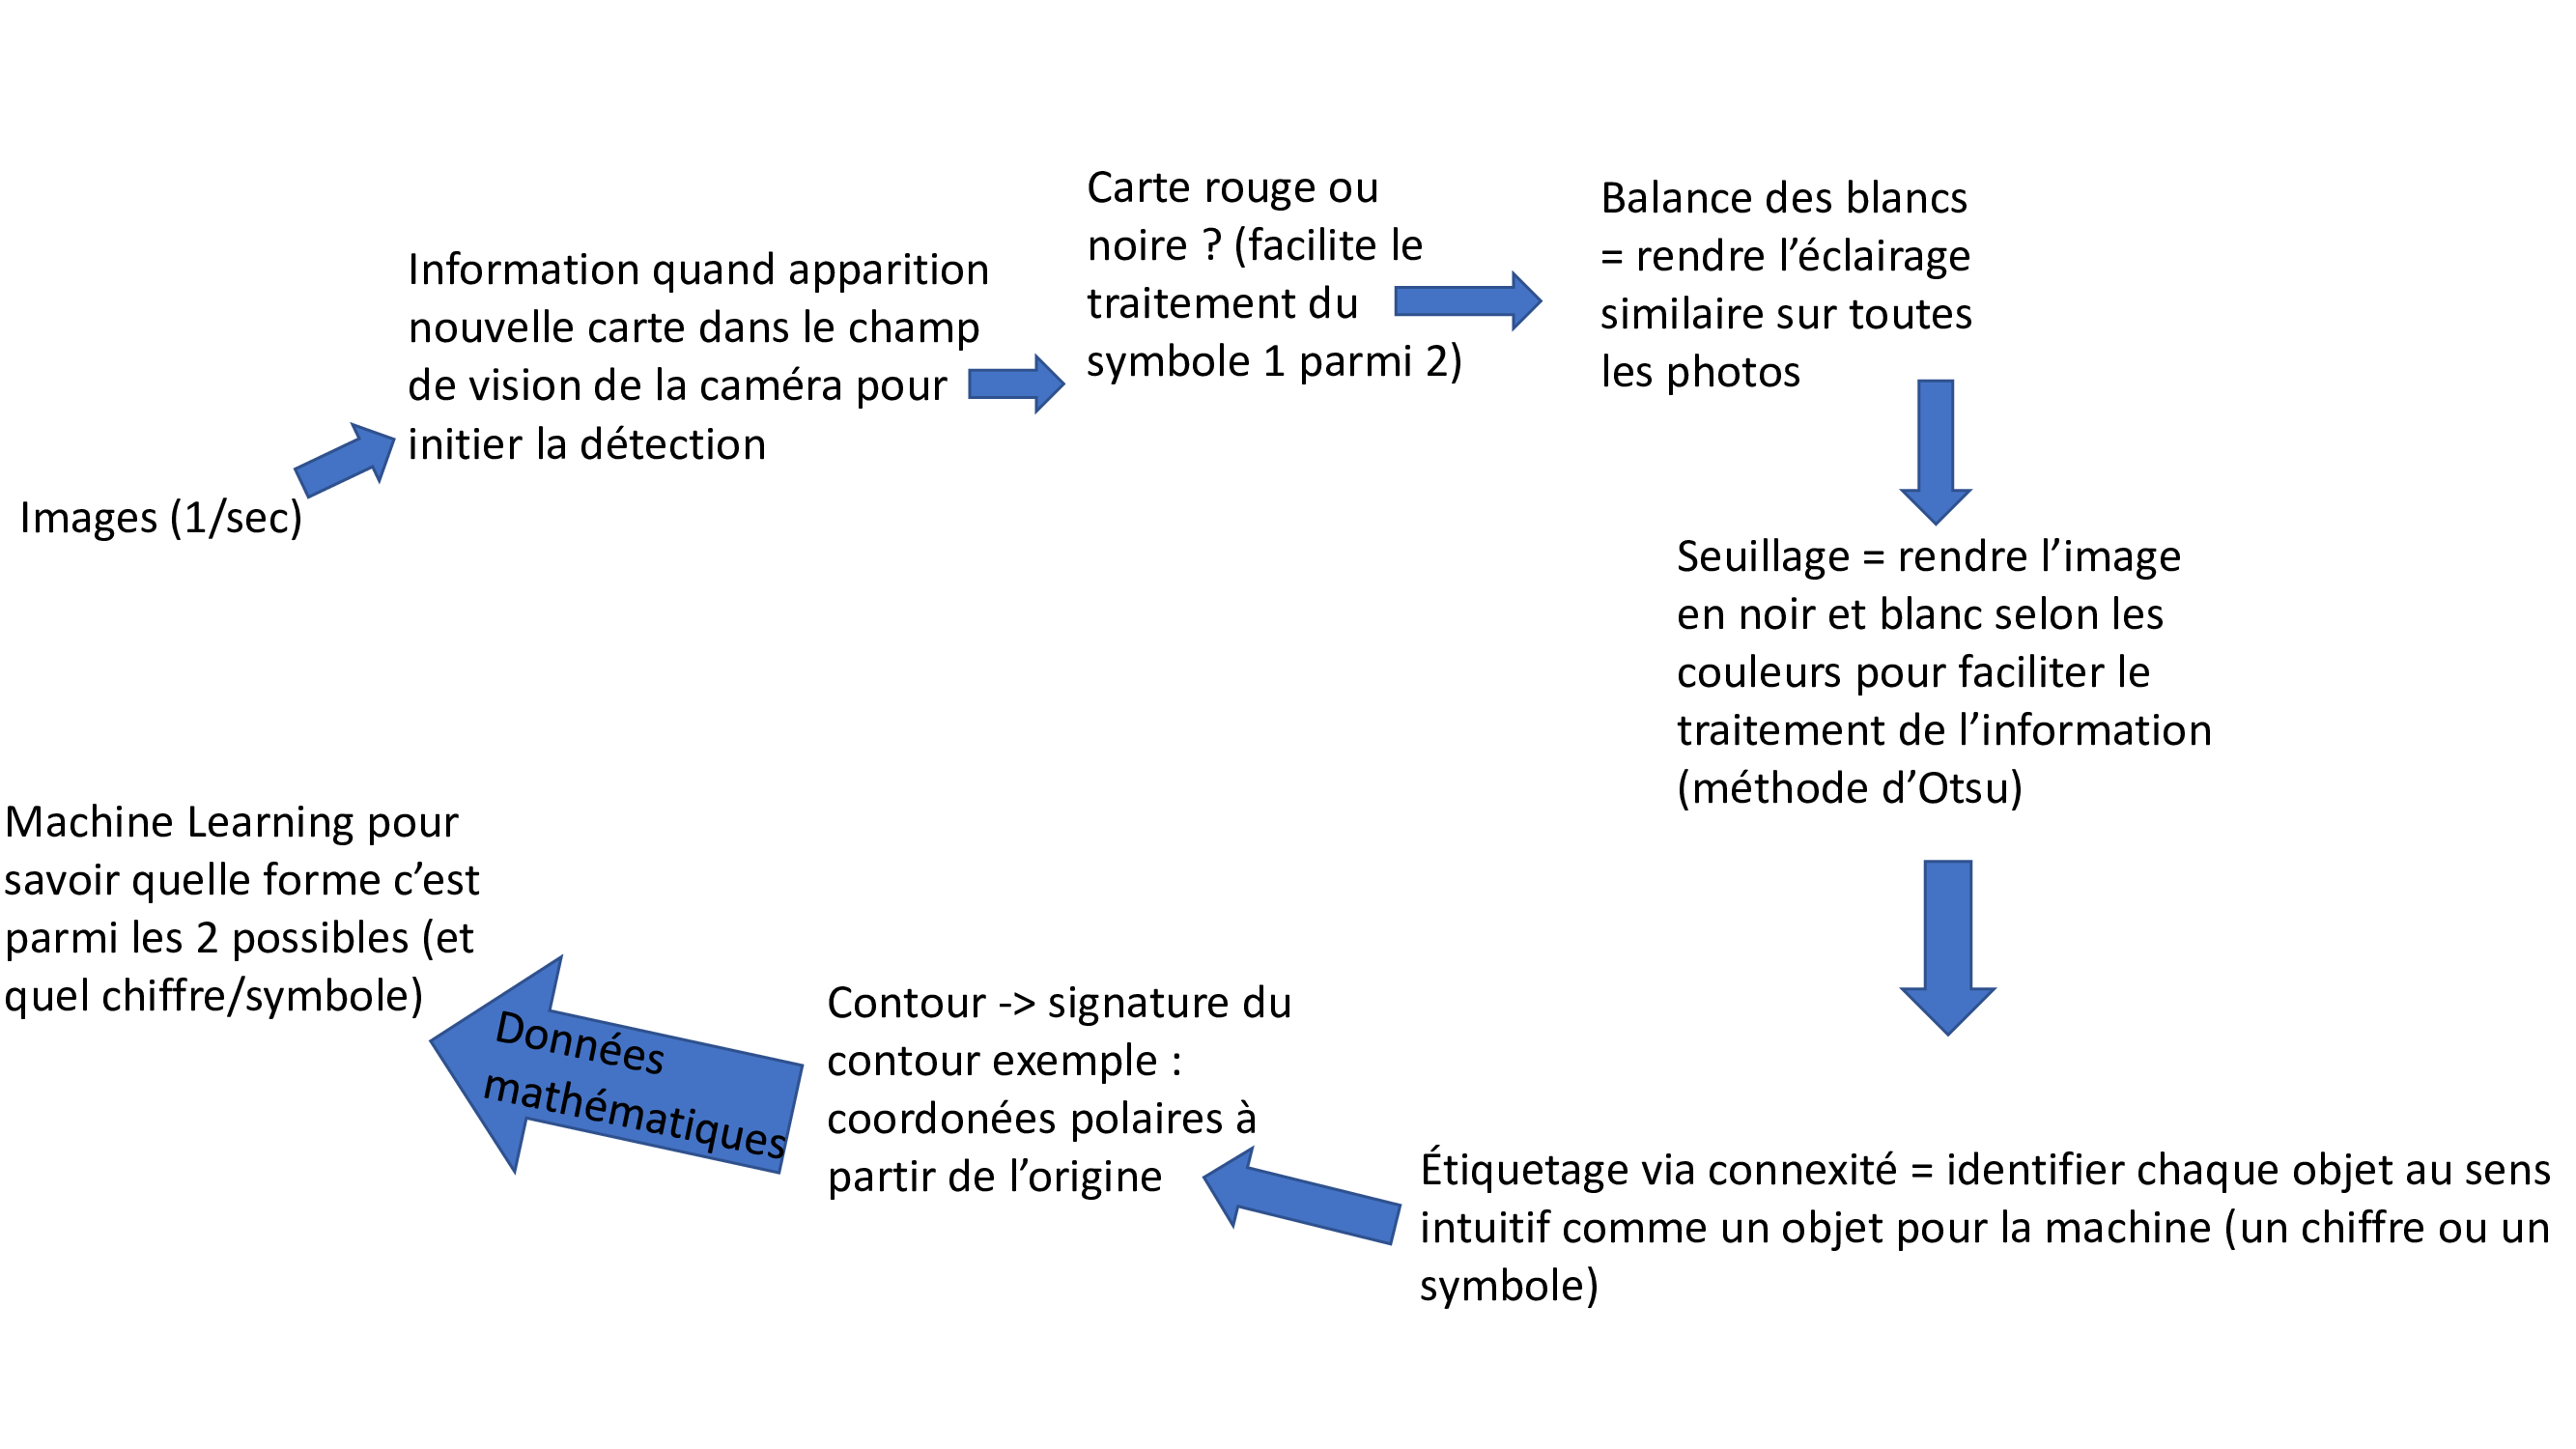 Images (1/sec)
Information quand apparition
nouvelle carte dans le champ
de vision de la caméra pour
initier la détection
Carte rouge ou
noire ? (facilite le
traitement du
symbole 1 parmi 2)
Balance des blancs
= rendre l’éclairage
similaire sur toutes
les photos
Seuillage = rendre l’image
en noir et blanc selon les
couleurs pour faciliter le
traitement de l’information
(méthode d’Otsu)
Étiquetage via connexité = identifier chaque objet au sens
intuitif comme un objet pour la machine (un chiffre ou un
symbole)
Contour -> signature du
contour exemple :
coordonées polaires à
partir de l’origine
Données
mathématiques
Machine Learning pour
savoir quelle forme c’est
parmi les 2 possibles (et
quel chiffre/symbole)